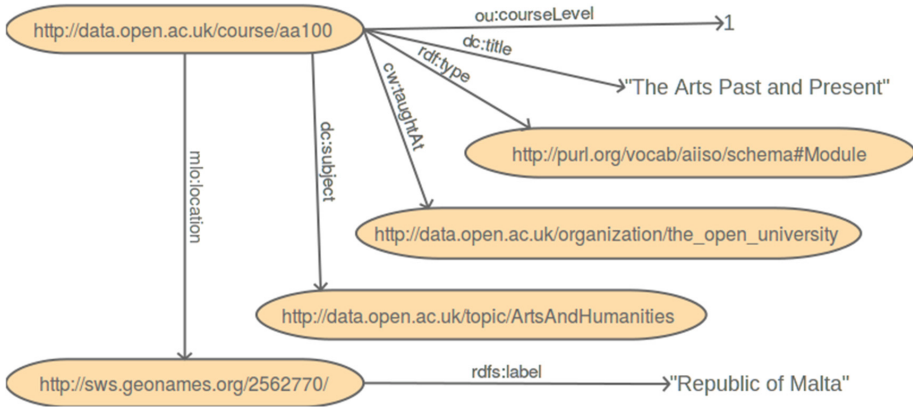 http://data.open.ac.uk/course/aa100
ou:courseLevel
1
dc:title
"The Arts Past and Present"
rdf:type
http://purl.org/vocab/aiiso/schema#Module
cw:taughtAt
http://data.open.ac.uk/organization/the_open_university
dc:subject
http://data.open.ac.uk/topic/ArtsAndHumanities
mlo:location
http://sws.geonames.org/2562770/
rdfs:label
"Republic of Malta"